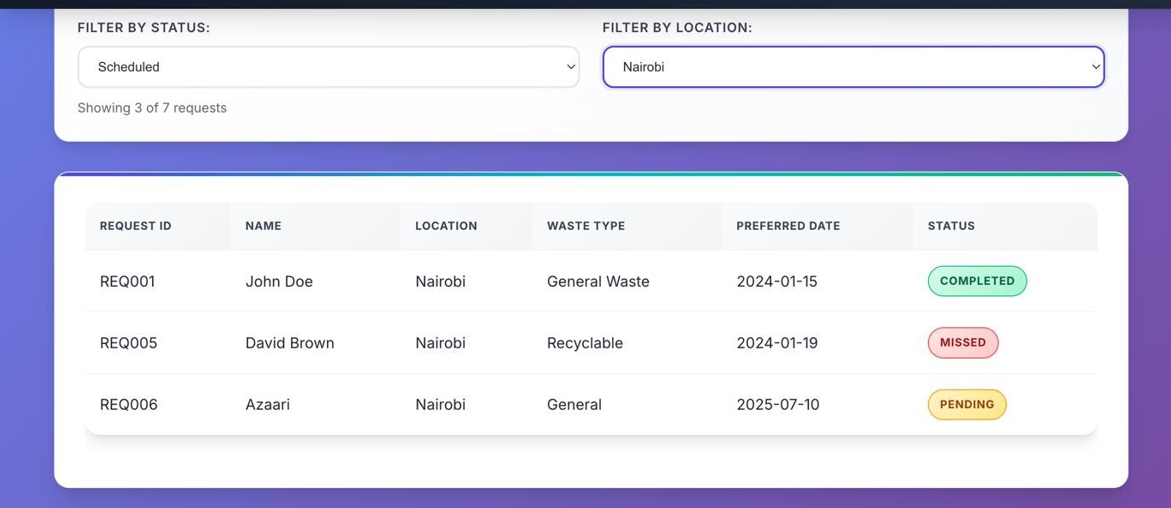 FILTER BY STATUS: FILTER BY LOCATION:
Scheduled Nairobi
Showing 3 of 7 requests
REQUEST ID NAME LOCATION WASTE TYPE PREFERRED DATE STATUS
REQ001 John Doe Nairobi General Waste 2024-01-15 COMPLETED
REQ005 David Brown Nairobi Recyclable 2024-01-19 MISSED
REQ006 Azaari Nairobi General 2025-07-10 PENDING